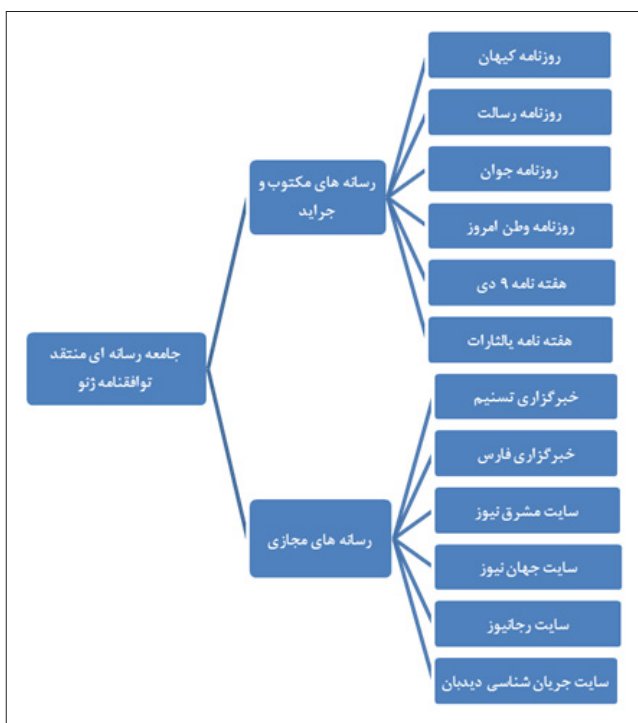 جامعه رسانه ای منتقد
توافقنامه ژنو
رسانه های مکتوب و
جراید
روزنامه کیهان
روزنامه رسالت
روزنامه جوان
روزنامه وطن امروز
هفته نامه ۹ دی
هفته نامه یالثارات
رسانه های مجازی
خبرگزاری تسنیم
خبرگزاری فارس
سایت مشرق نیوز
سایت جهان نیوز
سایت رجانیوز
سایت جریان شناسی دیدبان